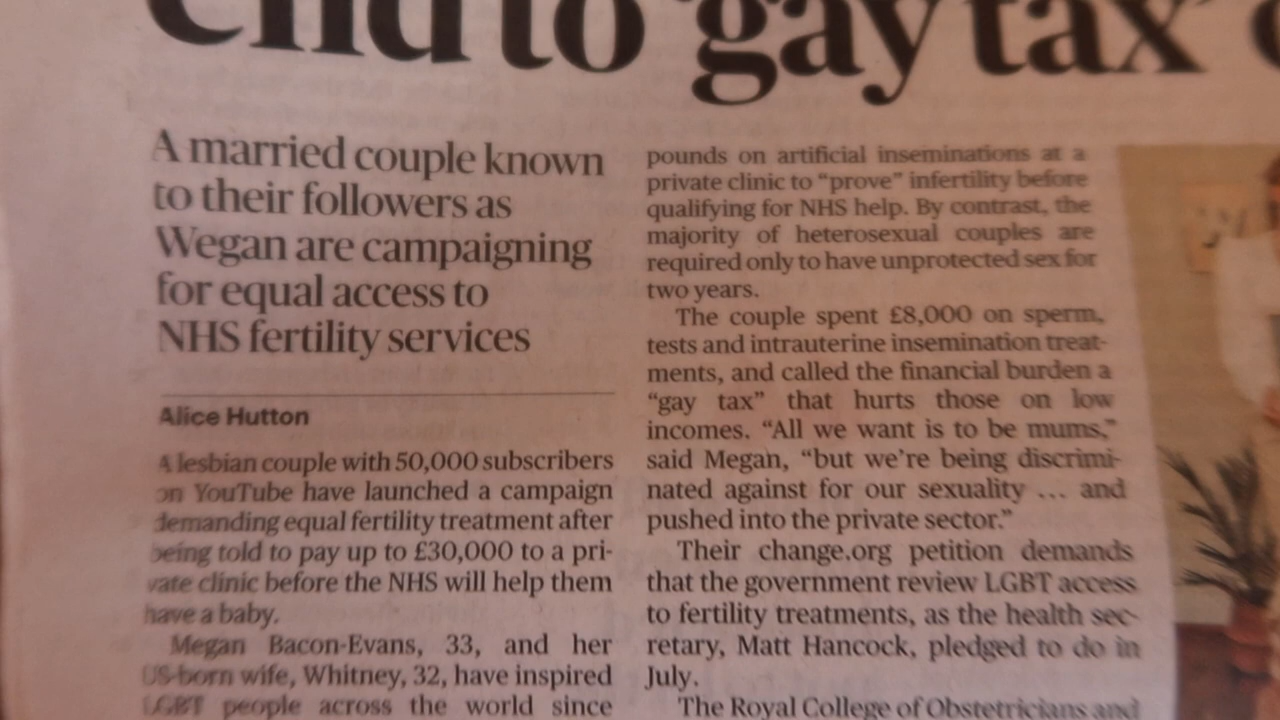 end to 'gay tax'
A married couple known
to their followers as
Wegan are campaigning
for equal access to
NHS fertility services
Alice Hutton
A lesbian couple with 50,000 subscribers
on YouTube have launched a campaign
demanding equal fertility treatment after
being told to pay up to £30,000 to a pri-
vate clinic before the NHS will help them
have a baby.
Megan Bacon-Evans, 33, and her
US-born wife, Whitney, 32, have inspired
LGBT people across the world since
pounds on artificial inseminations at a
private clinic to “prove” infertility before
qualifying for NHS help. By contrast, the
majority of heterosexual couples are
required only to have unprotected sex for
two years.
The couple spent £8,000 on sperm,
tests and intrauterine insemination treat-
ments, and called the financial burden a
“gay tax” that hurts those on low
incomes. “All we want is to be mums,”
said Megan, “but we’re being discrimi-
nated against for our sexuality … and
pushed into the private sector.”
Their change.org petition demands
that the government review LGBT access
to fertility treatments, as the health sec-
retary, Matt Hancock, pledged to do in
July.
The Royal College of Obstetricians and